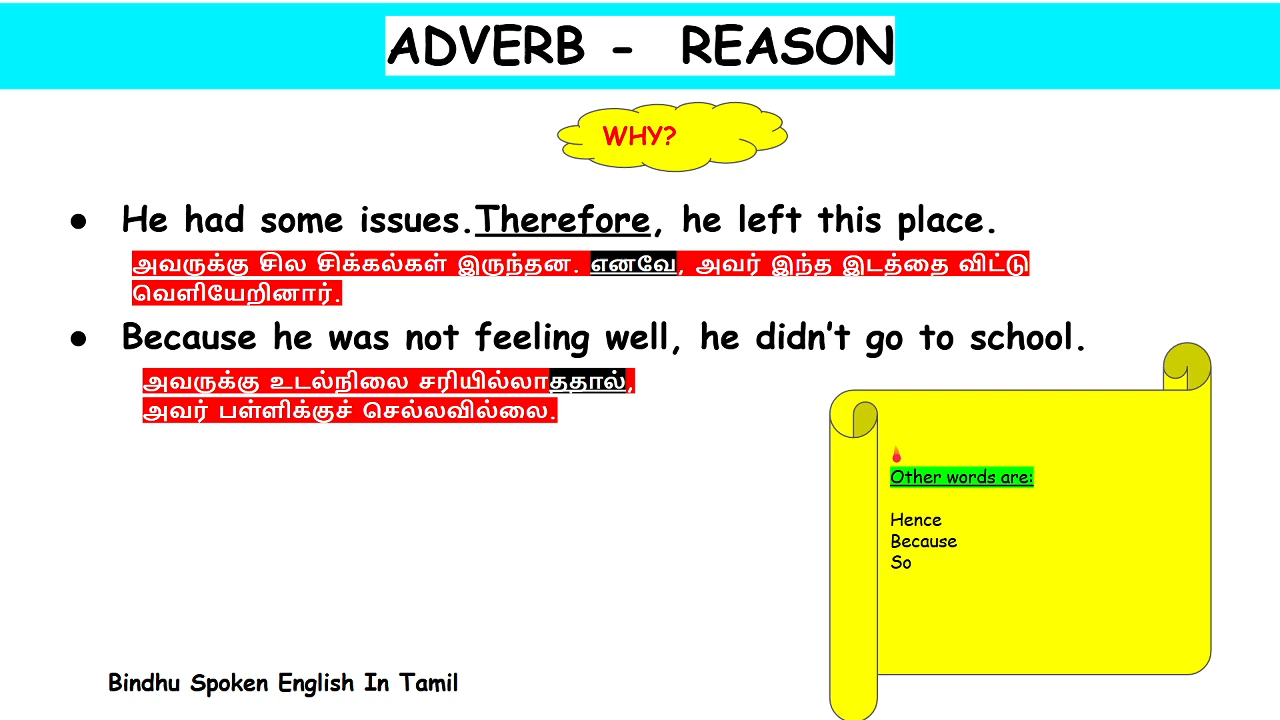 ADVERB - REASON
WHY?
● He had some issues.Therefore, he left this place.
அவருக்கு சில சிக்கல்கள் இருந்தன. எனவே, அவர் இந்த இடத்தை விட்டு
வெளியேறினார்.
● Because he was not feeling well, he didn't go to school.
அவருக்கு உடல்நிலை சரியில்லாததால்,
அவர் பள்ளிக்குச் செல்லவில்லை.
Other words are:
Hence
Because
So
Bindhu Spoken English In Tamil